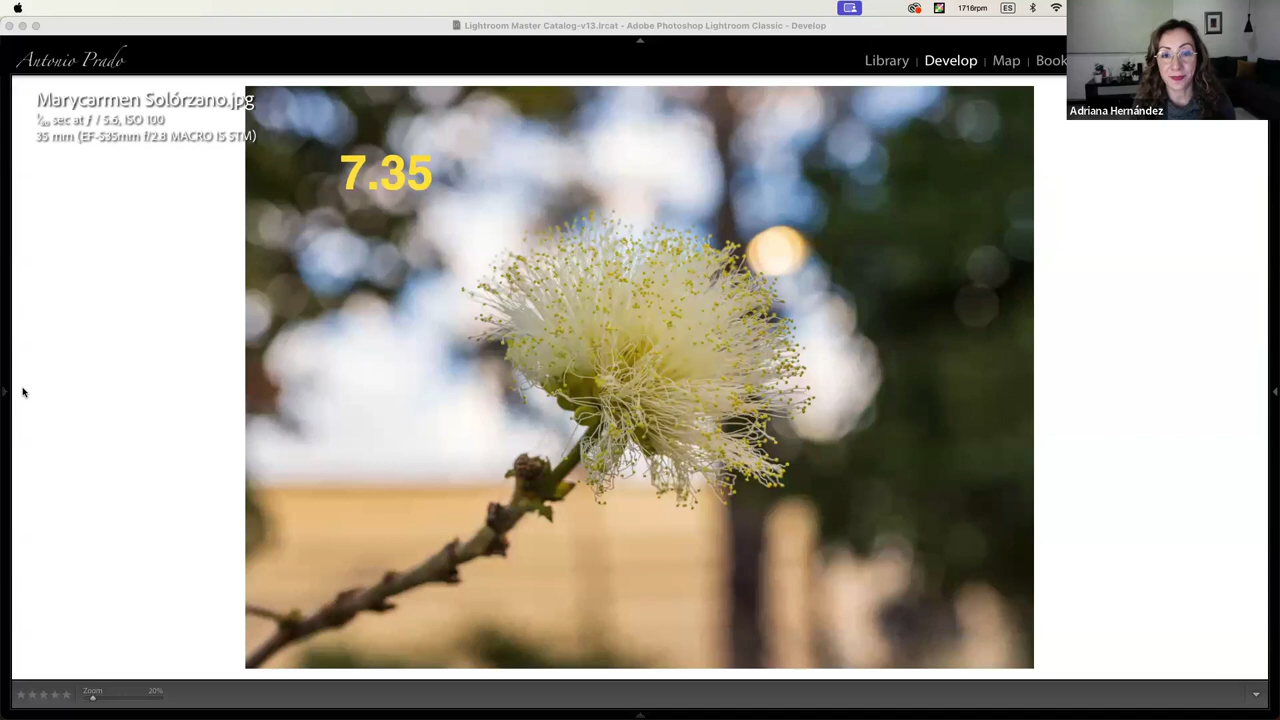 1716rpm
ES
Lightroom Master Catalog-v13.lrcat - Adobe Photoshop Lightroom Classic - Develop
Antonio Prado
Library | Develop | Map | Book
Adriana Hernández
Marycarmen Solórzano.jpg
sec at ƒ / 5.6, ISO 100
35 mm (EF-S35mm f/2.8 MACRO IS STM)
7.35
Zoom 20%